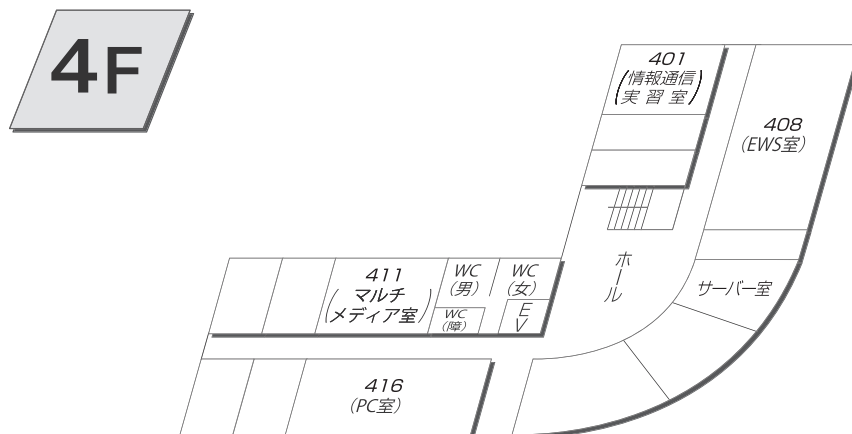 4F
401
(情報通信
実習室)
408
(EWS室)
ホール
サーバー室
411
(マルチ
メディア室)
WC
(男)
WC
(女)
WC
(障)
EV
416
(PC室)